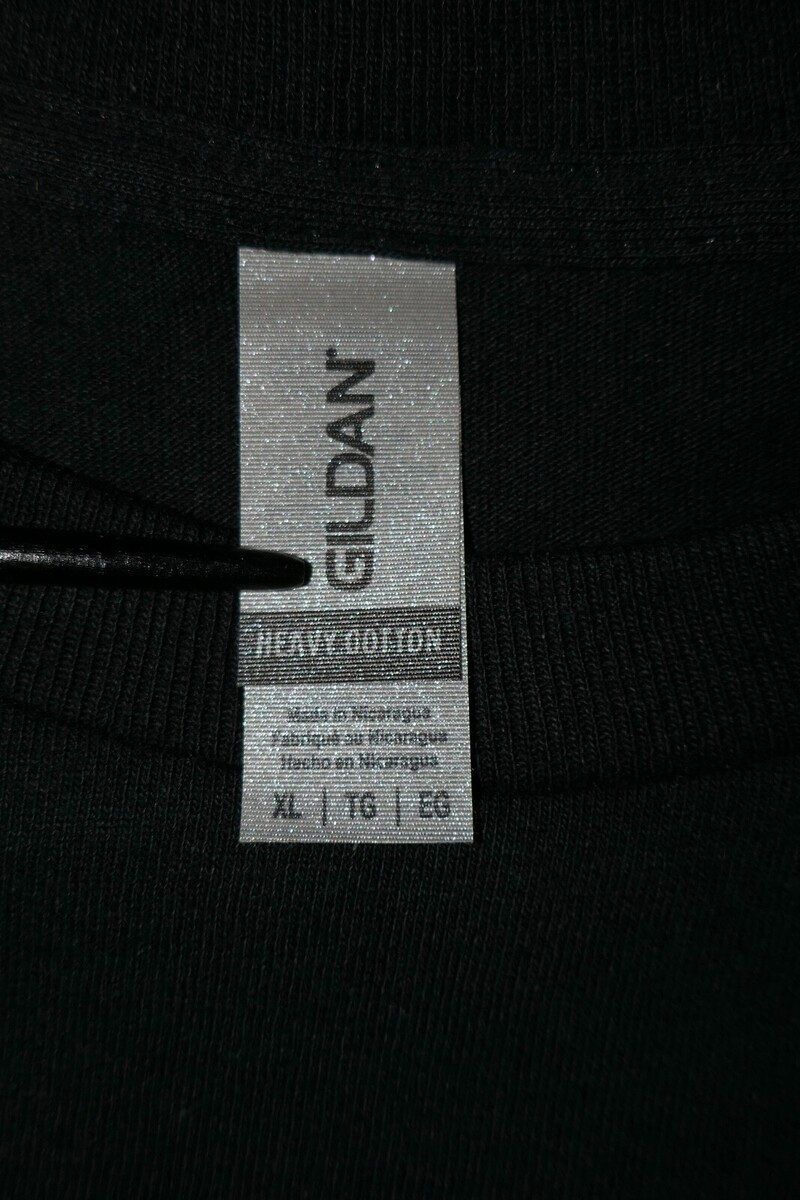 GILDAN®
HEAVY COTTON
Made in Nicaragua
Fabriqué au Nicaragua
Hecho en Nicaragua
XL | TG | EG